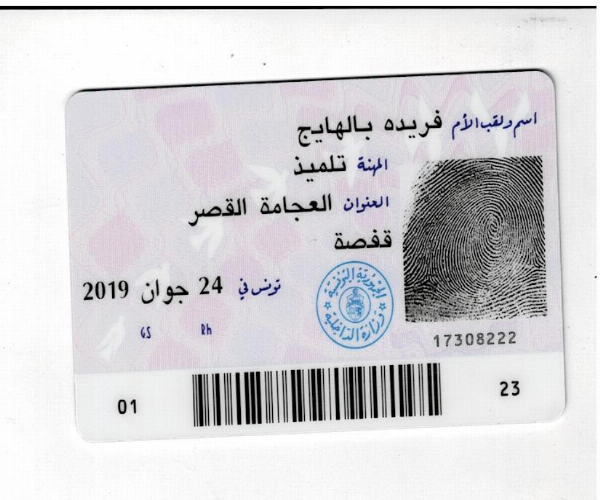 اسم ولقب الأم فريده بالهايج
المهنة تلميذ
العنوان العجامة القصر
قفصة
تونس في 24 جوان 2019
GS Rh
الجمهورية التونسية
وزارة الداخلية
17308222
01 23